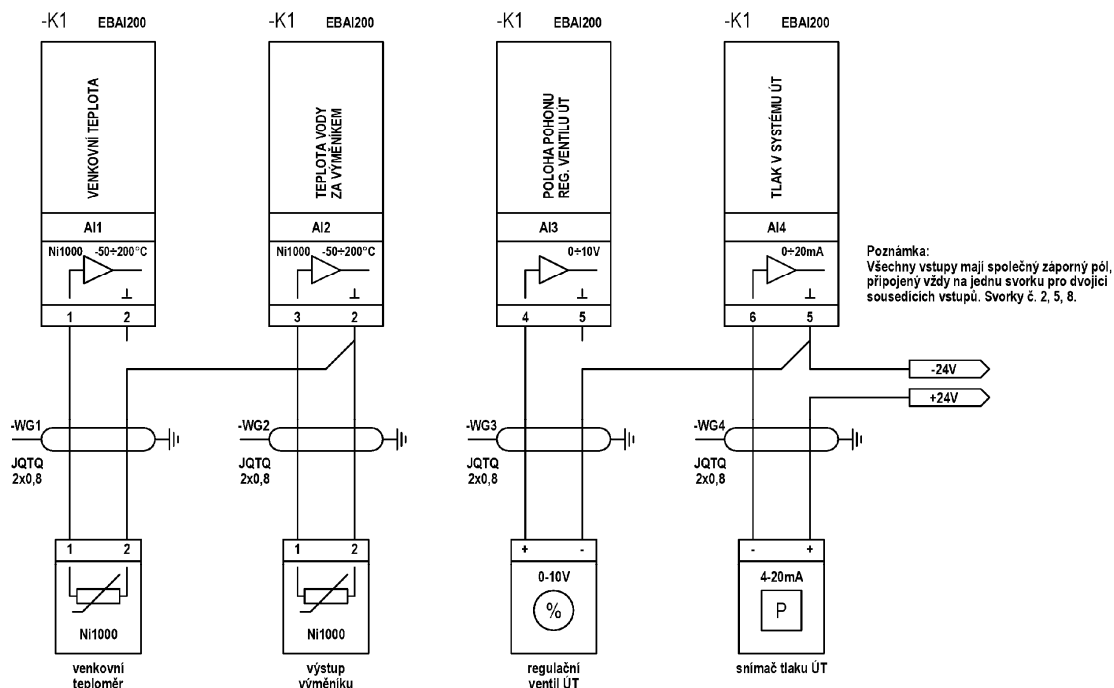 -K1 EBAI200 -K1 EBAI200 -K1 EBAI200 -K1 EBAI200
VENKOVNÍ TEPLOTA
TEPLOTA VODY
ZA VÝMĚNÍKEM
POLOHA POHONU
REG. VENTILU ÚT
TLAK V SYSTÉMU ÚT
AI1 AI2 AI3 AI4
Ni1000 -50÷200°C Ni1000 -50÷200°C 0÷10V 0÷20mA
1 2 3 2 4 5 6 5
Poznámka:
Všechny vstupy mají společný záporný pól,
připojený vždy na jednu svorku pro dvojici
sousedících vstupů. Svorky č. 2, 5, 8.
-24V
+24V
-WG1 -WG2 -WG3 -WG4
JQTQ JQTQ JQTQ JQTQ
2x0,8 2x0,8 2x0,8 2x0,8
1 2 1 2 + - - +
0-10V 4-20mA
% P
Ni1000 Ni1000
venkovní
teploměr
výstup
výměníku
regulační
ventil ÚT
snímač tlaku ÚT